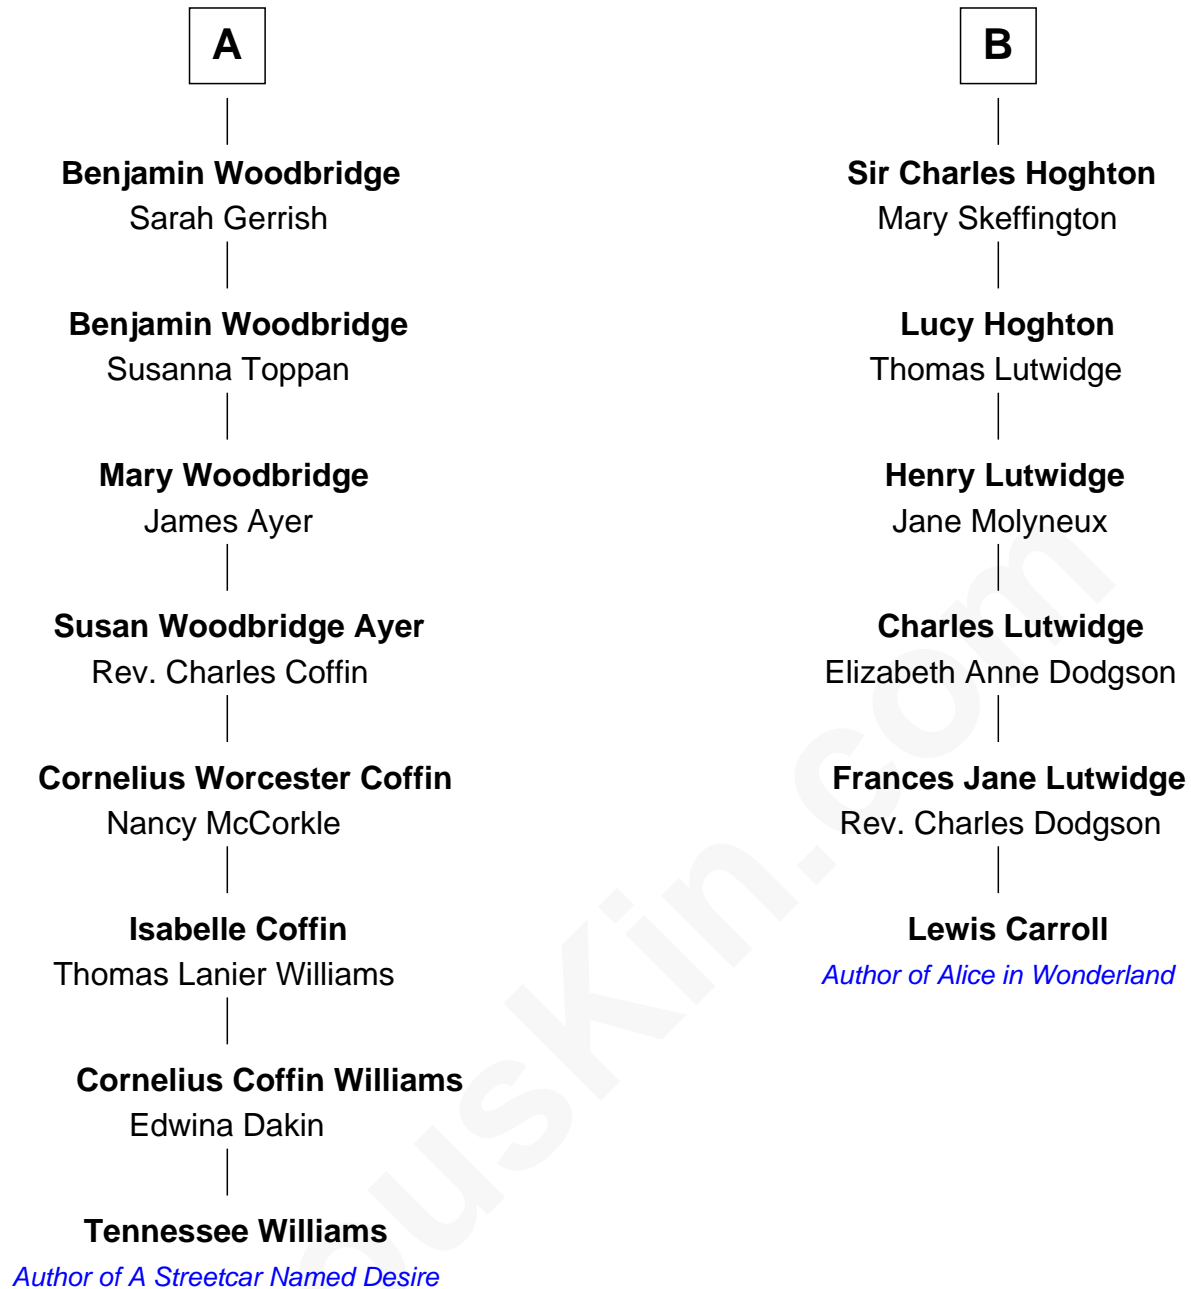 A
Benjamin Woodbridge
Sarah Gerrish
Benjamin Woodbridge
Susanna Toppan
Mary Woodbridge
James Ayer
Susan Woodbridge Ayer
Rev. Charles Coffin
Cornelius Worcester Coffin
Nancy McCorkle
Isabelle Coffin
Thomas Lanier Williams
Cornelius Coffin Williams
Edwina Dakin
Tennessee Williams
Author of A Streetcar Named Desire
B
Sir Charles Hoghton
Mary Skeffington
Lucy Hoghton
Thomas Lutwidge
Henry Lutwidge
Jane Molyneux
Charles Lutwidge
Elizabeth Anne Dodgson
Frances Jane Lutwidge
Rev. Charles Dodgson
Lewis Carroll
Author of Alice in Wonderland
ousKin.com